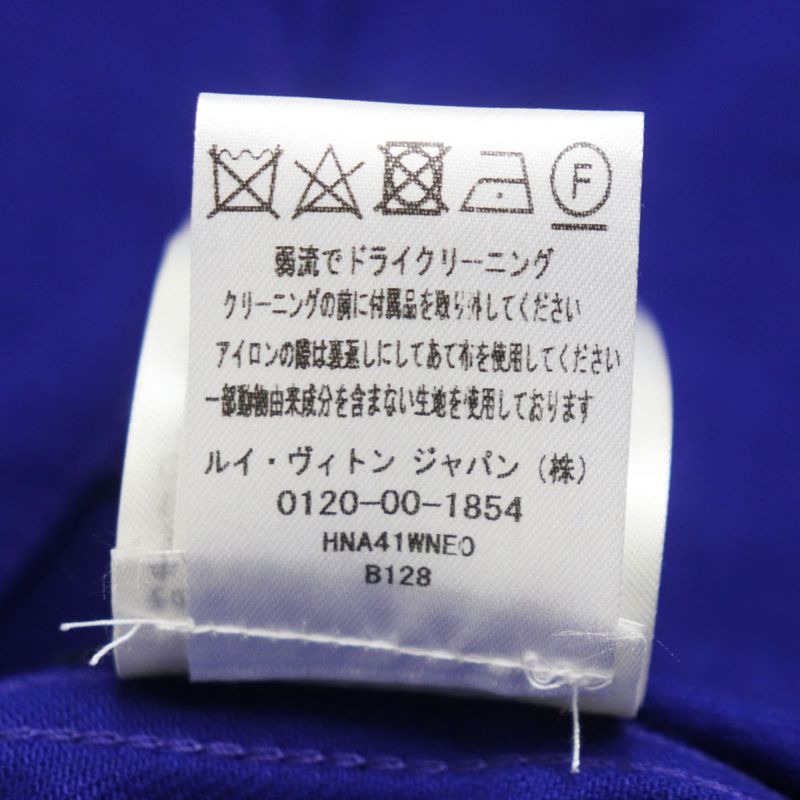 F
弱流でドライクリーニング
クリーニングの前に付属品を取り外してください
アイロンの際は裏返しにしてあて布を使用してください
一部動物由来成分を含まない生地を使用しております
ルイ・ヴィトン ジャパン (株)
0120-00-1854
HNA41WNEO
B128